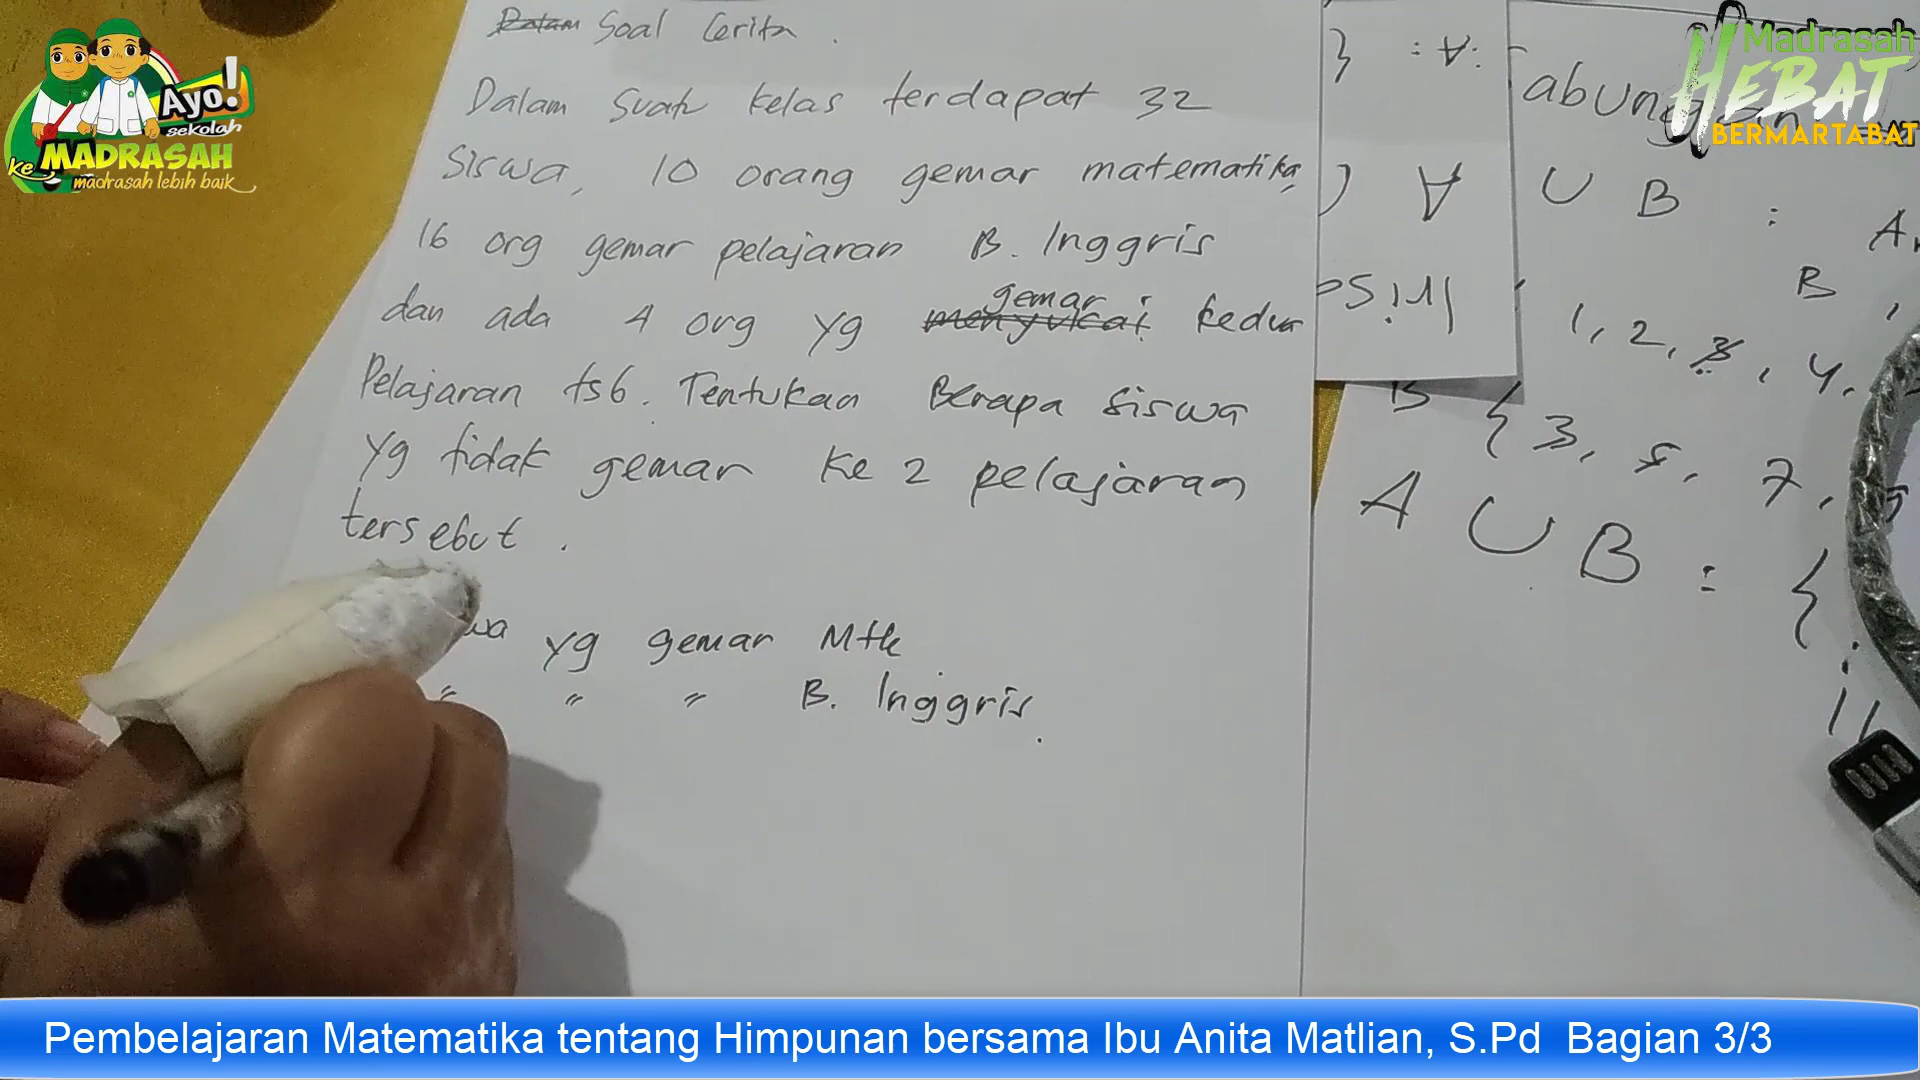 Soal Cerita .
Dalam suatu kelas terdapat 32
siswa, 10 orang gemar matematika,
16 org gemar pelajaran B. Inggris
dan ada 4 org yg gemar kedua
Pelajaran tsb. Tentukan Berapa siswa
yg tidak gemar ke 2 pelajaran
tersebut .
yg gemar Mtk
" " " B. Inggris.
A U B :
B
1, 2, 3, 4,
B { 3, 5, 7,
A U B : {
Ayo!
sekolah
ke MADRASAH
madrasah lebih baik
Madrasah
HEBAT
BERMARTABAT
Pembelajaran Matematika tentang Himpunan bersama Ibu Anita Matlian, S.Pd Bagian 3/3